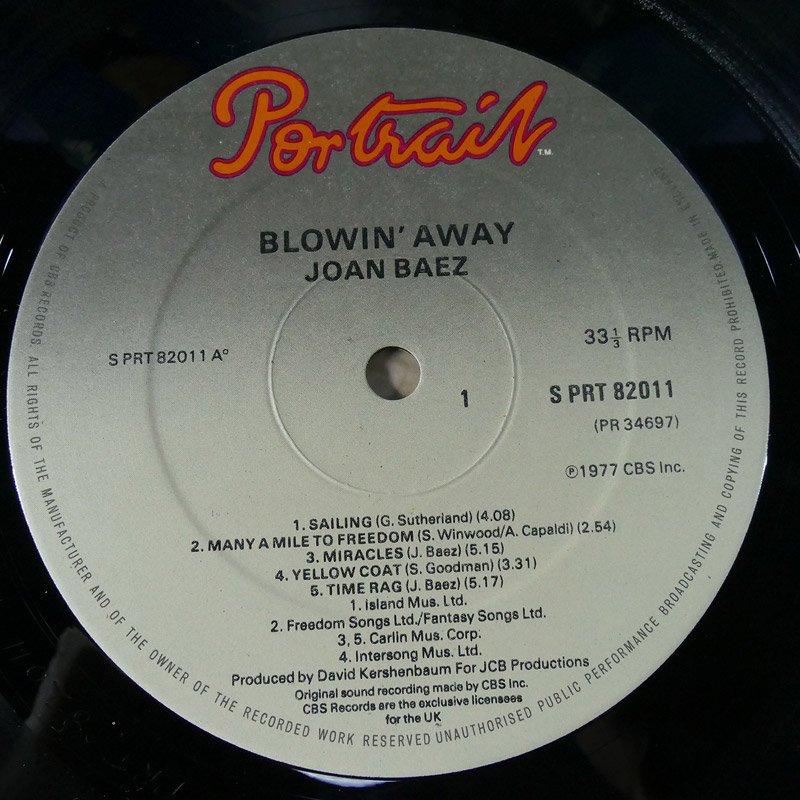 Portrait T.M.
BLOWIN' AWAY
JOAN BAEZ
S PRT 82011 A°
33⅓ RPM
1
S PRT 82011
(PR 34697)
℗1977 CBS Inc.
1. SAILING (G. Sutherland) (4.08)
2. MANY A MILE TO FREEDOM (S. Winwood/A. Capaldi) (2.54)
3. MIRACLES (J. Baez) (5.15)
4. YELLOW COAT (S. Goodman) (3.31)
5. TIME RAG (J. Baez) (5.17)
1. island Mus. Ltd.
2. Freedom Songs Ltd./Fantasy Songs Ltd.
3, 5. Carlin Mus. Corp.
4. Intersong Mus. Ltd.
Produced by David Kershenbaum For JCB Productions
Original sound recording made by CBS Inc.
CBS Records are the exclusive licensees
for the UK
A PRODUCT OF CBS RECORDS. ALL RIGHTS OF THE MANUFACTURER AND OF THE OWNER OF THE RECORDED WORK RESERVED UNAUTHORISED PUBLIC PERFORMANCE BROADCASTING AND COPYING OF THIS RECORD PROHIBITED MADE IN ENGLAND